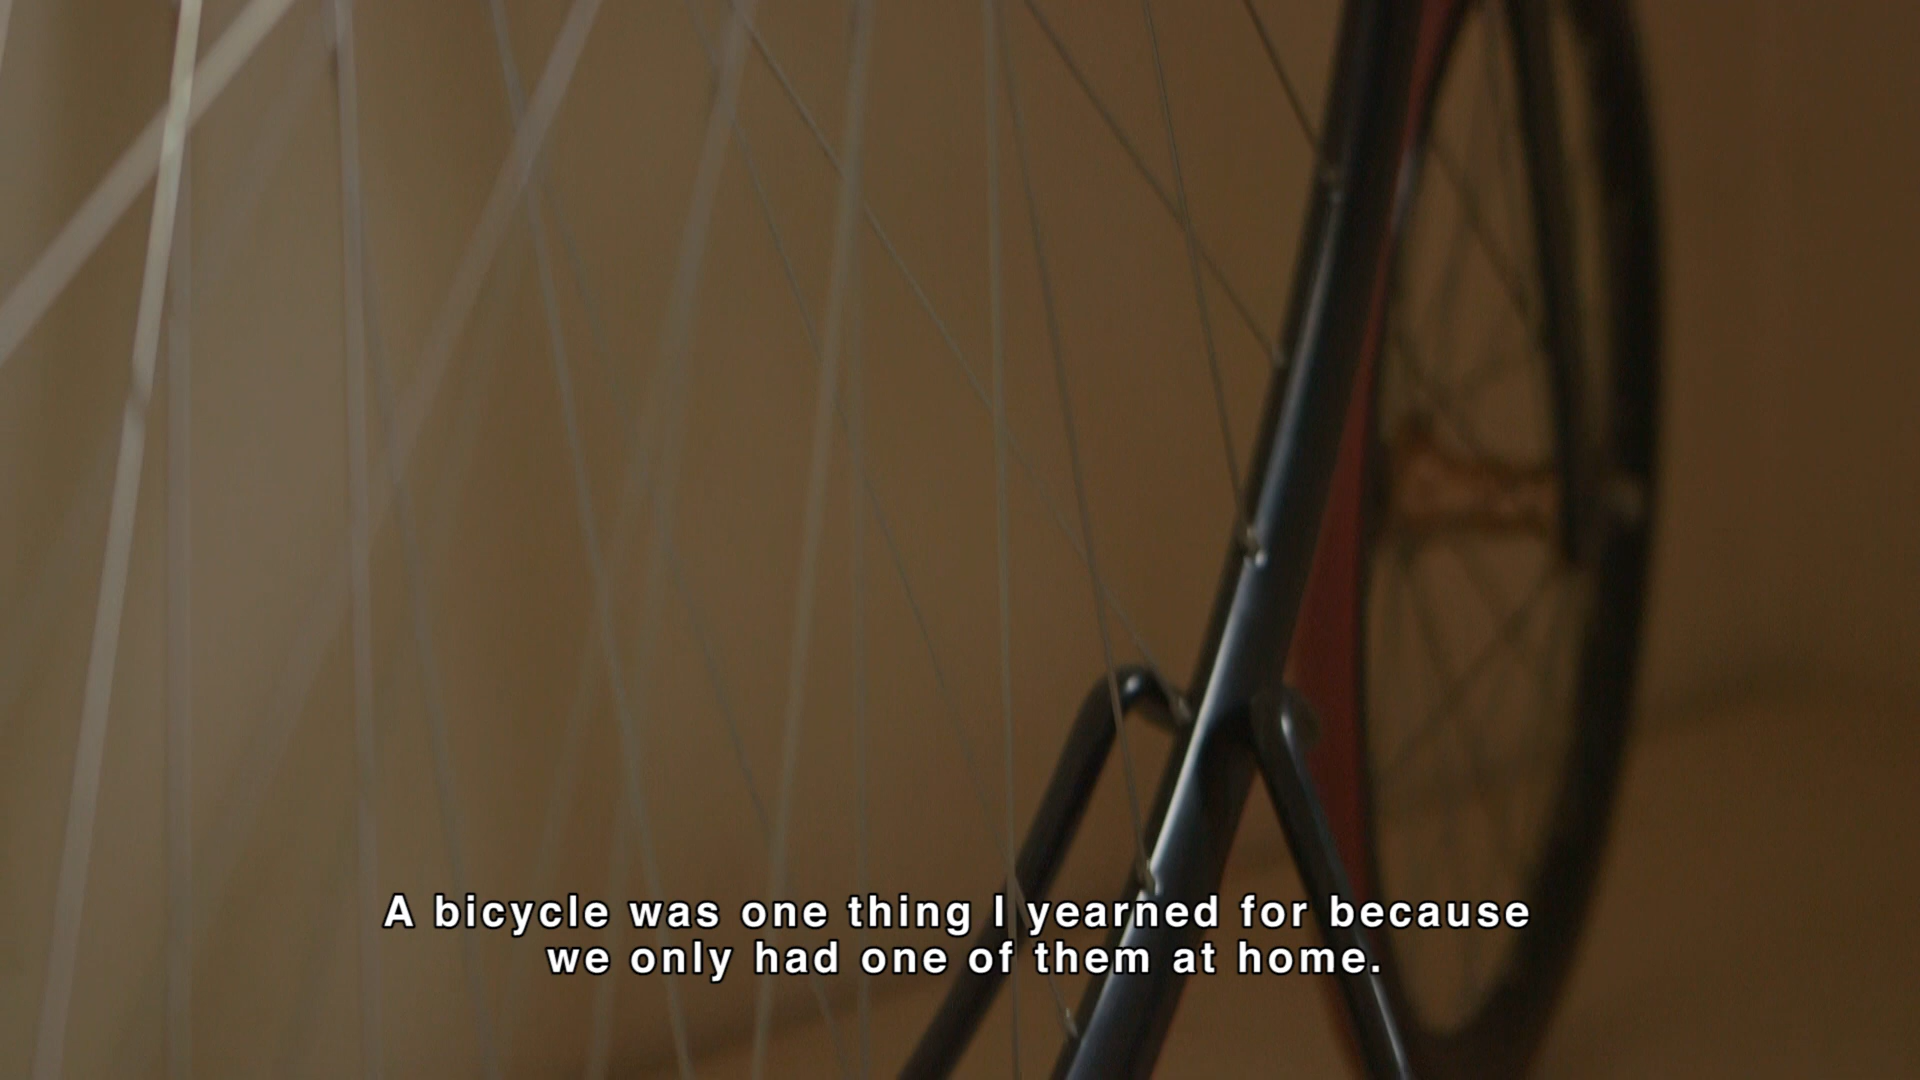 A bicycle was one thing I yearned for because
we only had one of them at home.